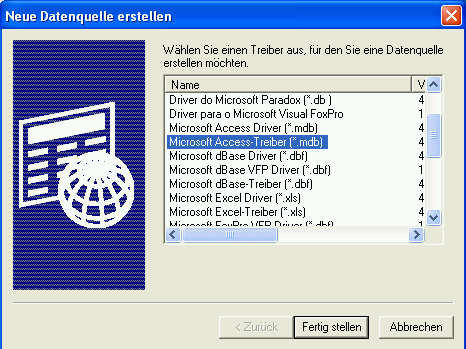 Neue Datenquelle erstellen
Wählen Sie einen Treiber aus, für den Sie eine Datenquelle
erstellen möchten.
Name V
Driver do Microsoft Paradox (*.db ) 4
Driver para o Microsoft Visual FoxPro 1
Microsoft Access Driver (*.mdb) 4
Microsoft Access-Treiber (*.mdb) 4
Microsoft dBase Driver (*.dbf) 4
Microsoft dBase VFP Driver (*.dbf) 1
Microsoft dBase-Treiber (*.dbf) 4
Microsoft Excel Driver (*.xls) 4
Microsoft Excel-Treiber (*.xls) 4
Microsoft FoxPro VFP Driver (*.dbf) 1
< Zurück Fertig stellen Abbrechen